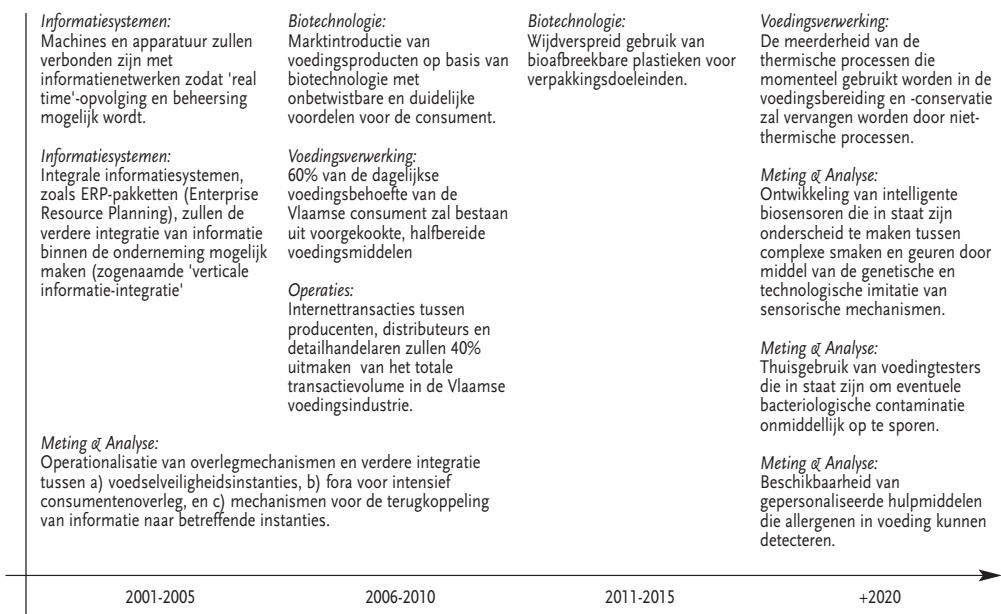 Informatiesystemen:
Machines en apparatuur zullen
verbonden zijn met
informatienetwerken zodat 'real
time'-opvolging en beheersing
mogelijk wordt.
Informatiesystemen:
Integrale informatiesystemen,
zoals ERP-pakketten (Enterprise
Resource Planning), zullen de
verdere integratie van informatie
binnen de onderneming mogelijk
maken (zogenaamde 'verticale
informatie-integratie'
Biotechnologie:
Marktintroductie van
voedingsproducten op basis van
biotechnologie met
onbetwistbare en duidelijke
voordelen voor de consument.
Voedingsverwerking:
60% van de dagelijkse
voedingsbehoefte van de
Vlaamse consument zal bestaan
uit voorgekookte, halfbereide
voedingsmiddelen
Operaties:
Internettransacties tussen
producenten, distributeurs en
detailhandelaren zullen 40%
uitmaken van het totale
transactievolume in de Vlaamse
voedingsindustrie.
Meting & Analyse:
Operationalisatie van overlegmechanismen en verdere integratie
tussen a) voedselveiligheidsinstanties, b) fora voor intensief
consumentenoverleg, en c) mechanismen voor de terugkoppeling
van informatie naar betreffende instanties.
Biotechnologie:
Wijdverspreid gebruik van
bioafbreekbare plastieken voor
verpakkingsdoeleinden.
Voedingsverwerking:
De meerderheid van de
thermische processen die
momenteel gebruikt worden in de
voedingsbereiding en -conservatie
zal vervangen worden door niet-
thermische processen.
Meting & Analyse:
Ontwikkeling van intelligente
biosensoren die in staat zijn
onderscheid te maken tussen
complexe smaken en geuren door
middel van de genetische en
technologische imitatie van
sensorische mechanismen.
Meting & Analyse:
Thuisgebruik van voedingtesters
die in staat zijn om eventuele
bacteriologische contaminatie
onmiddellijk op te sporen.
Meting & Analyse:
Beschikbaarheid van
gepersonaliseerde hulpmiddelen
die allergenen in voeding kunnen
detecteren.
2001-2005
2006-2010
2011-2015
+2020